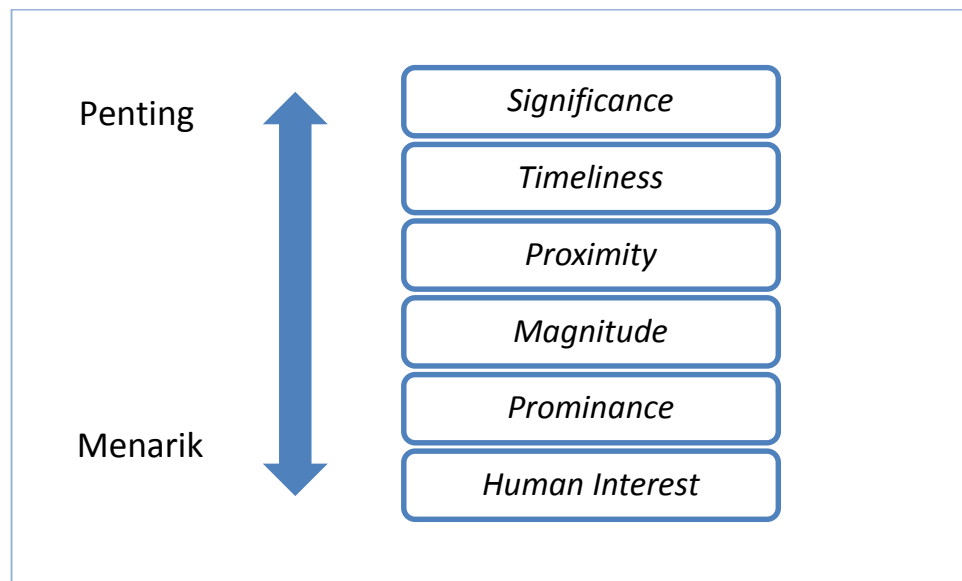 Penting
Significance
Timeliness
Proximity
Magnitude
Prominance
Menarik
Human Interest